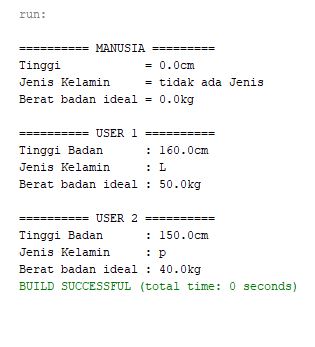 run:
========== MANUSIA =========
Tinggi            = 0.0cm
Jenis Kelamin     = tidak ada Jenis
Berat badan ideal = 0.0kg
========== USER 1 ==========
Tinggi Badan      : 160.0cm
Jenis Kelamin     : L
Berat badan ideal : 50.0kg
========== USER 2 ==========
Tinggi Badan      : 150.0cm
Jenis Kelamin     : p
Berat badan ideal : 40.0kg
BUILD SUCCESSFUL (total time: 0 seconds)